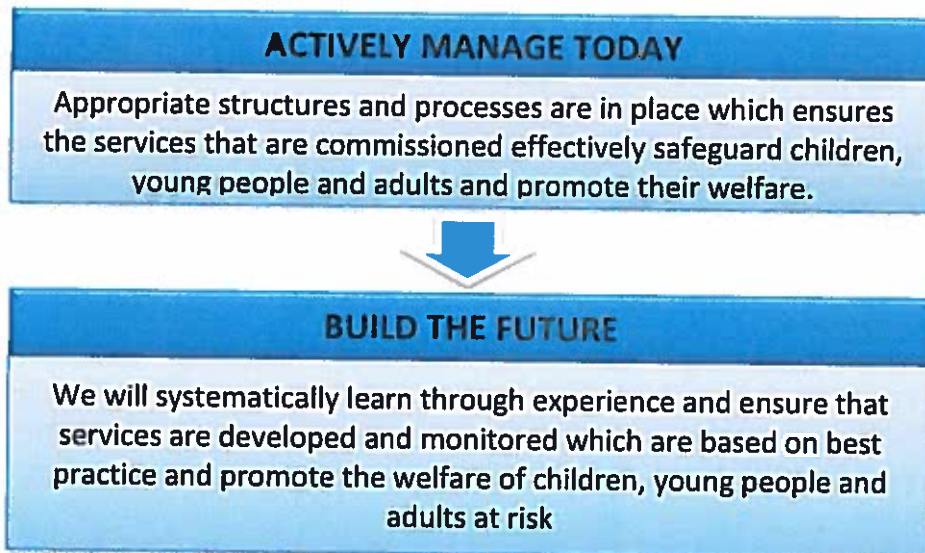 ACTIVELY MANAGE TODAY
Appropriate structures and processes are in place which ensures
the services that are commissioned effectively safeguard children,
young people and adults and promote their welfare.
BUILD THE FUTURE
We will systematically learn through experience and ensure that
services are developed and monitored which are based on best
practice and promote the welfare of children, young people and
adults at risk